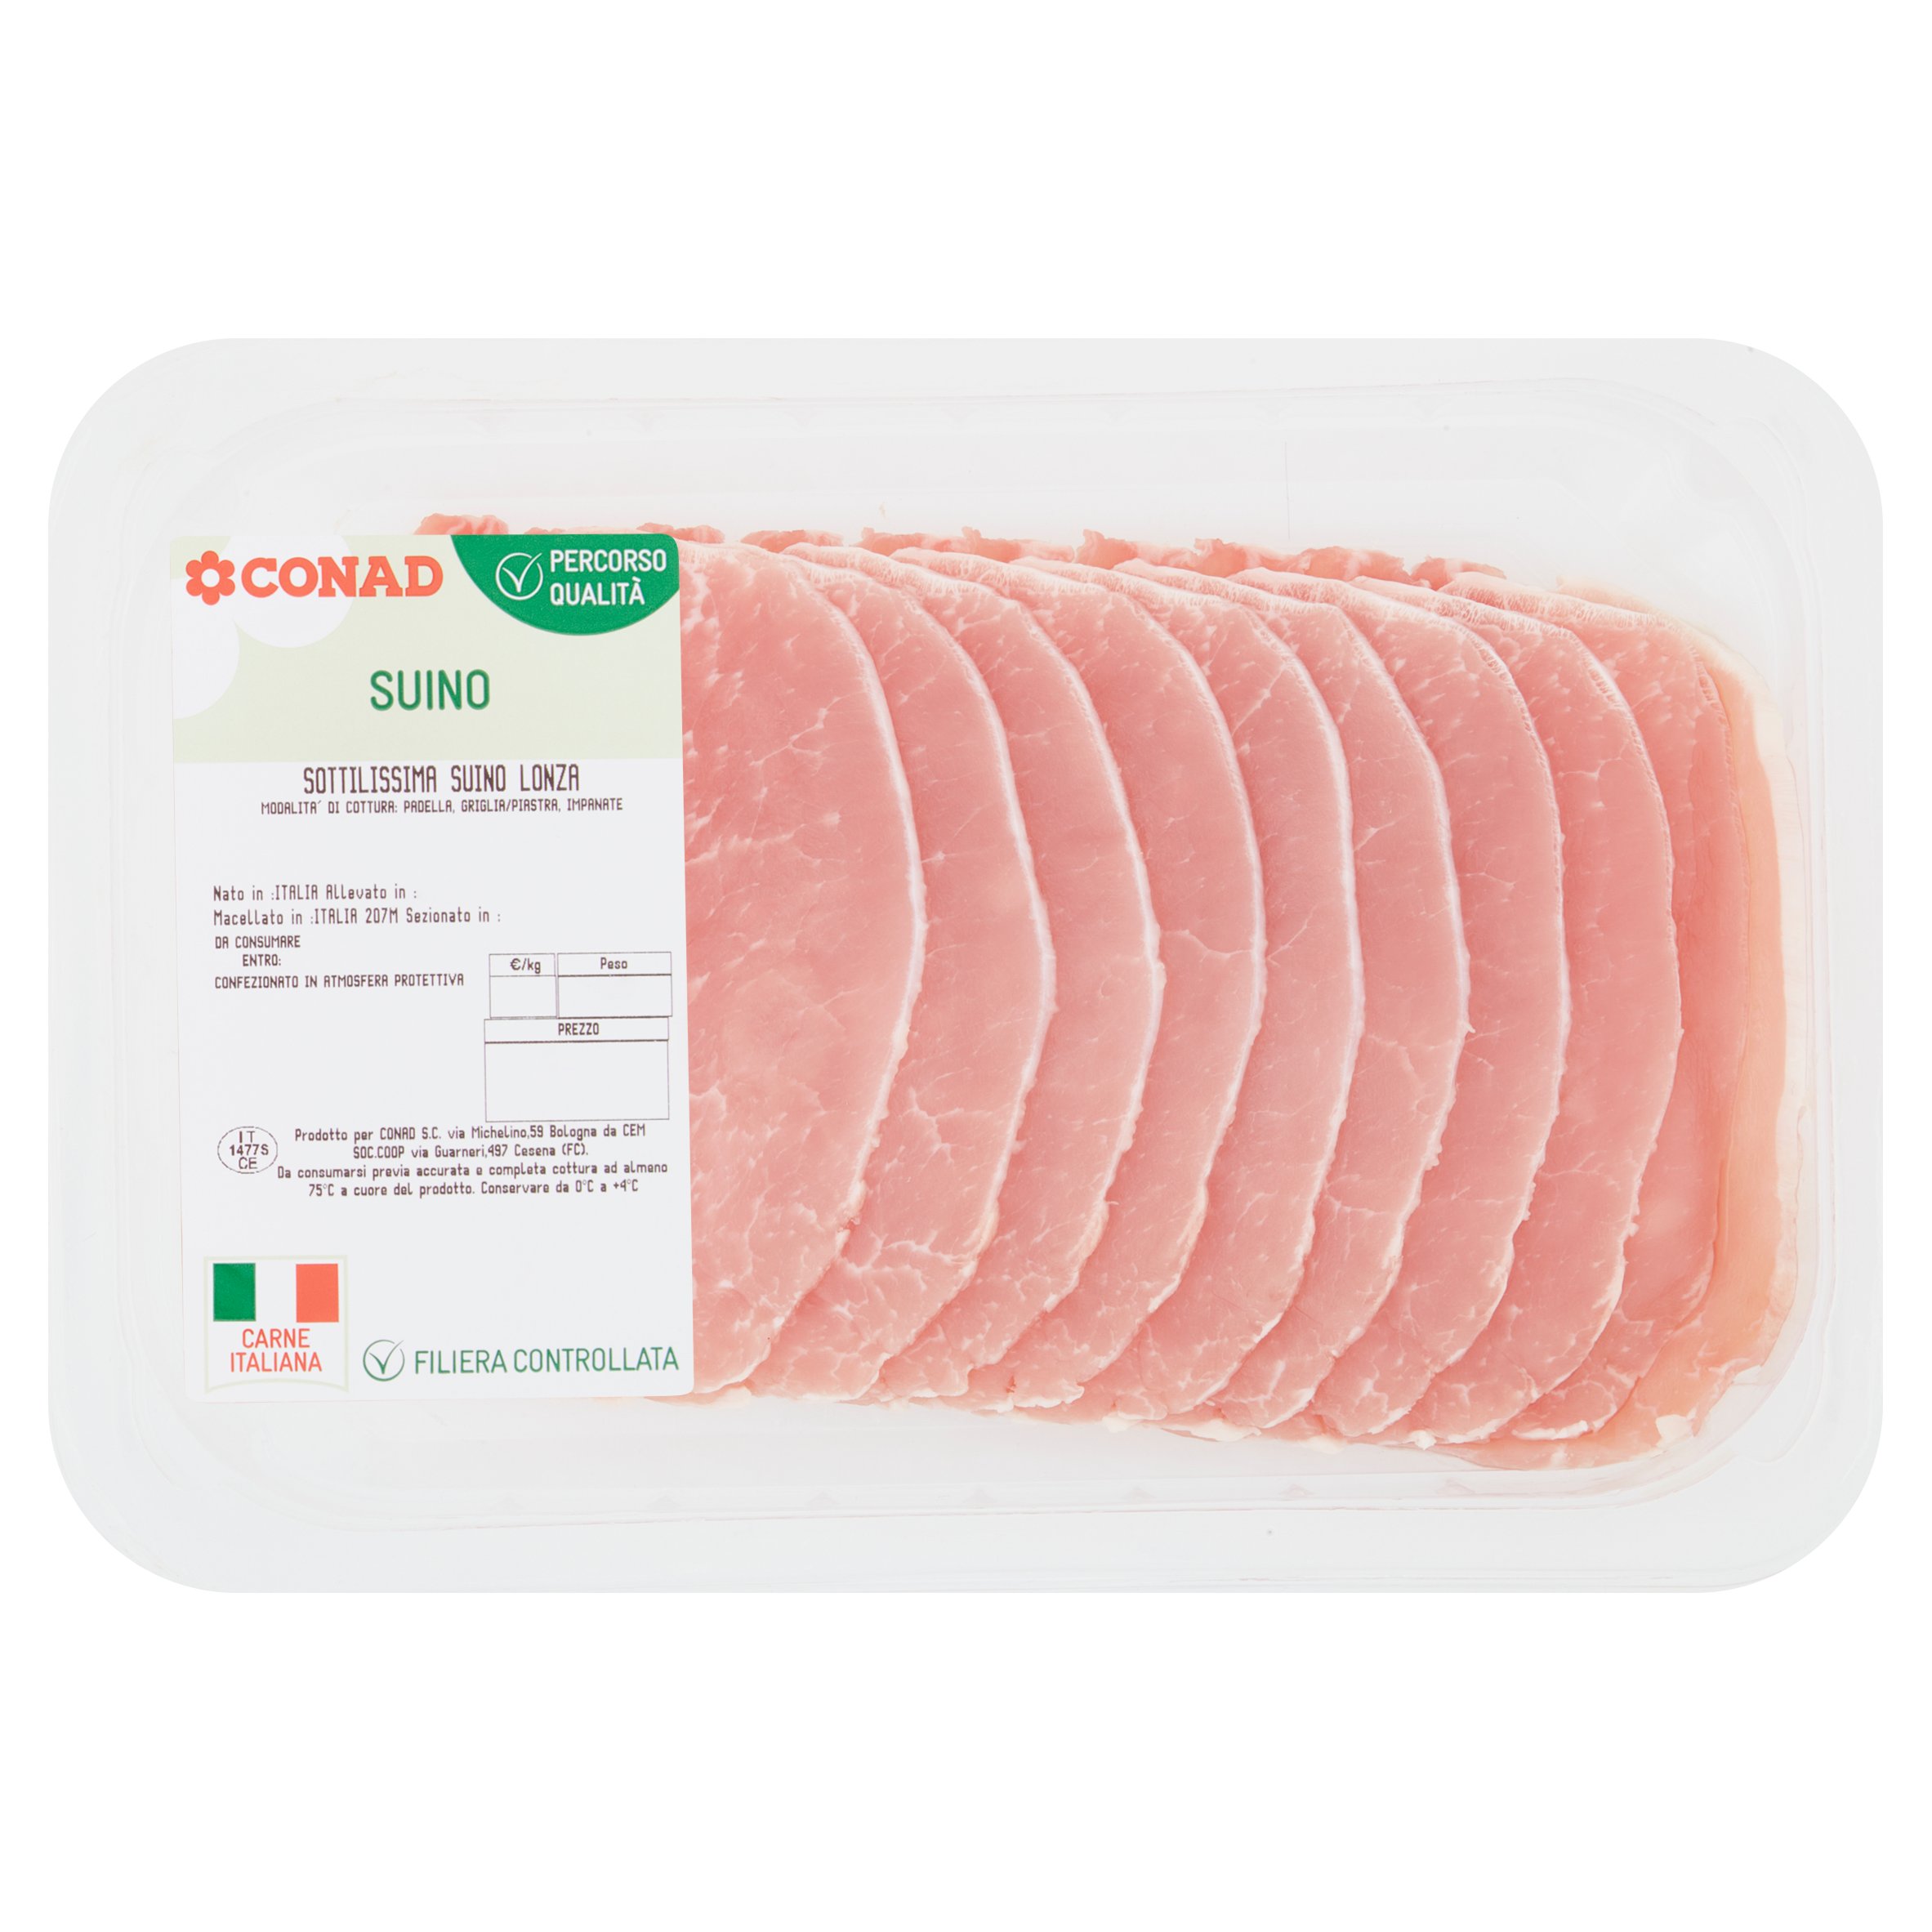 CONAD
PERCORSO
QUALITÀ
SUINO
SOTTILISSIMA SUINO LONZA
MODALITA' DI COTTURA: PADELLA, GRIGLIA/PIASTRA, IMPANATE
Nato in :ITALIA Allevato in :
Macellato in :ITALIA 207M Sezionato in :
DA CONSUMARE
ENTRO:
CONFEZIONATO IN ATMOSFERA PROTETTIVA
€/kg Peso
PREZZO
IT
1477S
CE
Prodotto per CONAD S.C. via Michelino,59 Bologna da CEM
SOC.COOP via Guarneri,497 Cesena (FC).
Da consumarsi previa accurata e completa cottura ad almeno
75°C a cuore del prodotto. Conservare da 0°C a +4°C
CARNE
ITALIANA
FILIERA CONTROLLATA